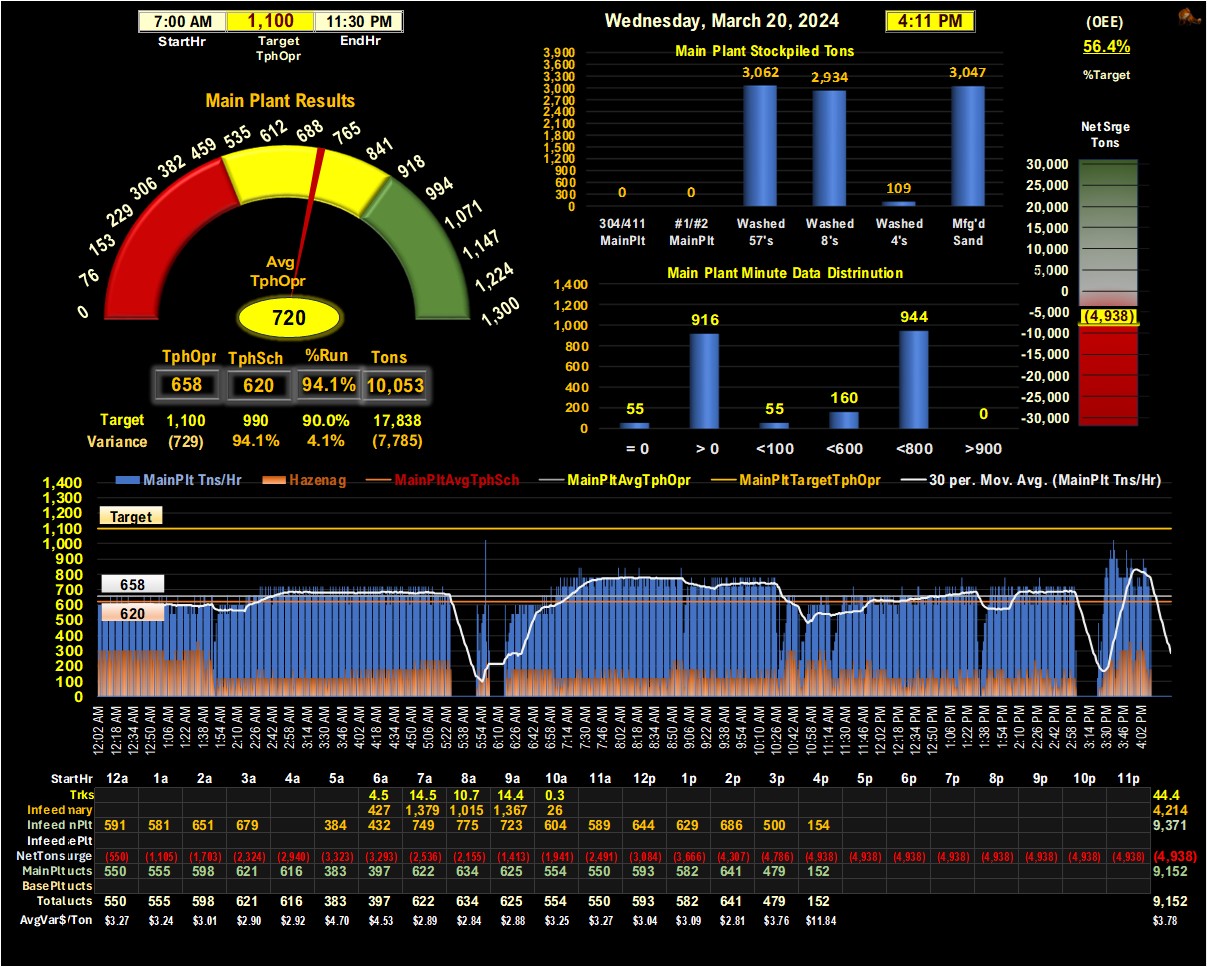 7:00 AM 1,100 11:30 PM
StartHr Target TphOpr EndHr
Wednesday, March 20, 2024 4:11 PM
(OEE)
56.4%
%Target
Main Plant Results
0 76 153 229 306 382 459 535 612 688 765 841 918 994 1,071 1,147 1,224 1,300
Avg
TphOpr
720
TphOpr TphSch %Run Tons
658 620 94.1% 10,053
Target 1,100 990 90.0% 17,838
Variance (729) 94.1% 4.1% (7,785)
Main Plant Stockpiled Tons
3,900
3,600
3,300
3,000
2,700
2,400
2,100
1,800
1,500
1,200
900
600
300
0
0 0 3,062 2,934 109 3,047
304/411 #1/#2 Washed Washed Washed Mfg'd
MainPlt MainPlt 57's 8's 4's Sand
Main Plant Minute Data Distrinution
1,400
1,200
1,000
800
600
400
200
0
55 916 55 160 944 0
= 0 > 0 <100 <600 <800 >900
Net Srge
Tons
30,000
25,000
20,000
15,000
10,000
5,000
0
-5,000
(4,938)
-10,000
-15,000
-20,000
-25,000
-30,000
MainPlt Tns/Hr Hazenag MainPltAvgTphSch MainPltAvgTphOpr MainPltTargetTphOpr 30 per. Mov. Avg. (MainPlt Tns/Hr)
1,400
1,300
1,200
1,100
1,000
900
800
700
600
500
400
300
200
100
0
Target
658
620
12:02 AM 12:18 AM 12:34 AM 12:50 AM 1:06 AM 1:22 AM 1:38 AM 1:54 AM 2:10 AM 2:26 AM 2:42 AM 2:58 AM 3:14 AM 3:30 AM 3:46 AM 4:02 AM 4:18 AM 4:34 AM 4:50 AM 5:06 AM 5:22 AM 5:38 AM 5:54 AM 6:10 AM 6:26 AM 6:42 AM 6:58 AM 7:14 AM 7:30 AM 7:46 AM 8:02 AM 8:18 AM 8:34 AM 8:50 AM 9:06 AM 9:22 AM 9:38 AM 9:54 AM 10:10 AM 10:26 AM 10:42 AM 10:58 AM 11:14 AM 11:30 AM 11:46 AM 12:02 PM 12:18 PM 12:34 PM 12:50 PM 1:06 PM 1:22 PM 1:38 PM 1:54 PM 2:10 PM 2:26 PM 2:42 PM 2:58 PM 3:14 PM 3:30 PM 3:46 PM 4:02 PM
StartHr 12a 1a 2a 3a 4a 5a 6a 7a 8a 9a 10a 11a 12p 1p 2p 3p 4p 5p 6p 7p 8p 9p 10p 11p
Trks 4.5 14.5 10.7 14.4 0.3 44.4
Infeed nary 427 1,379 1,015 1,367 26 4,214
Infeed nPlt 591 581 651 679 384 432 749 775 723 604 589 644 629 686 500 154 9,371
Infeed ePlt
NetTons urge (550) (1,105) (1,703) (2,324) (2,940) (3,323) (3,293) (2,536) (2,155) (1,413) (1,941) (2,491) (3,084) (3,666) (4,307) (4,786) (4,938) (4,938) (4,938) (4,938) (4,938) (4,938) (4,938) (4,938) (4,938)
MainPlt ucts 550 555 598 621 616 383 397 622 634 625 554 550 593 582 641 479 152 9,152
BasePlt ucts
Total ucts 550 555 598 621 616 383 397 622 634 625 554 550 593 582 641 479 152 9,152
AvgVar$/Ton $3.27 $3.24 $3.01 $2.90 $2.92 $4.70 $4.53 $2.89 $2.84 $2.88 $3.25 $3.27 $3.04 $3.09 $2.81 $3.76 $11.84 $3.78